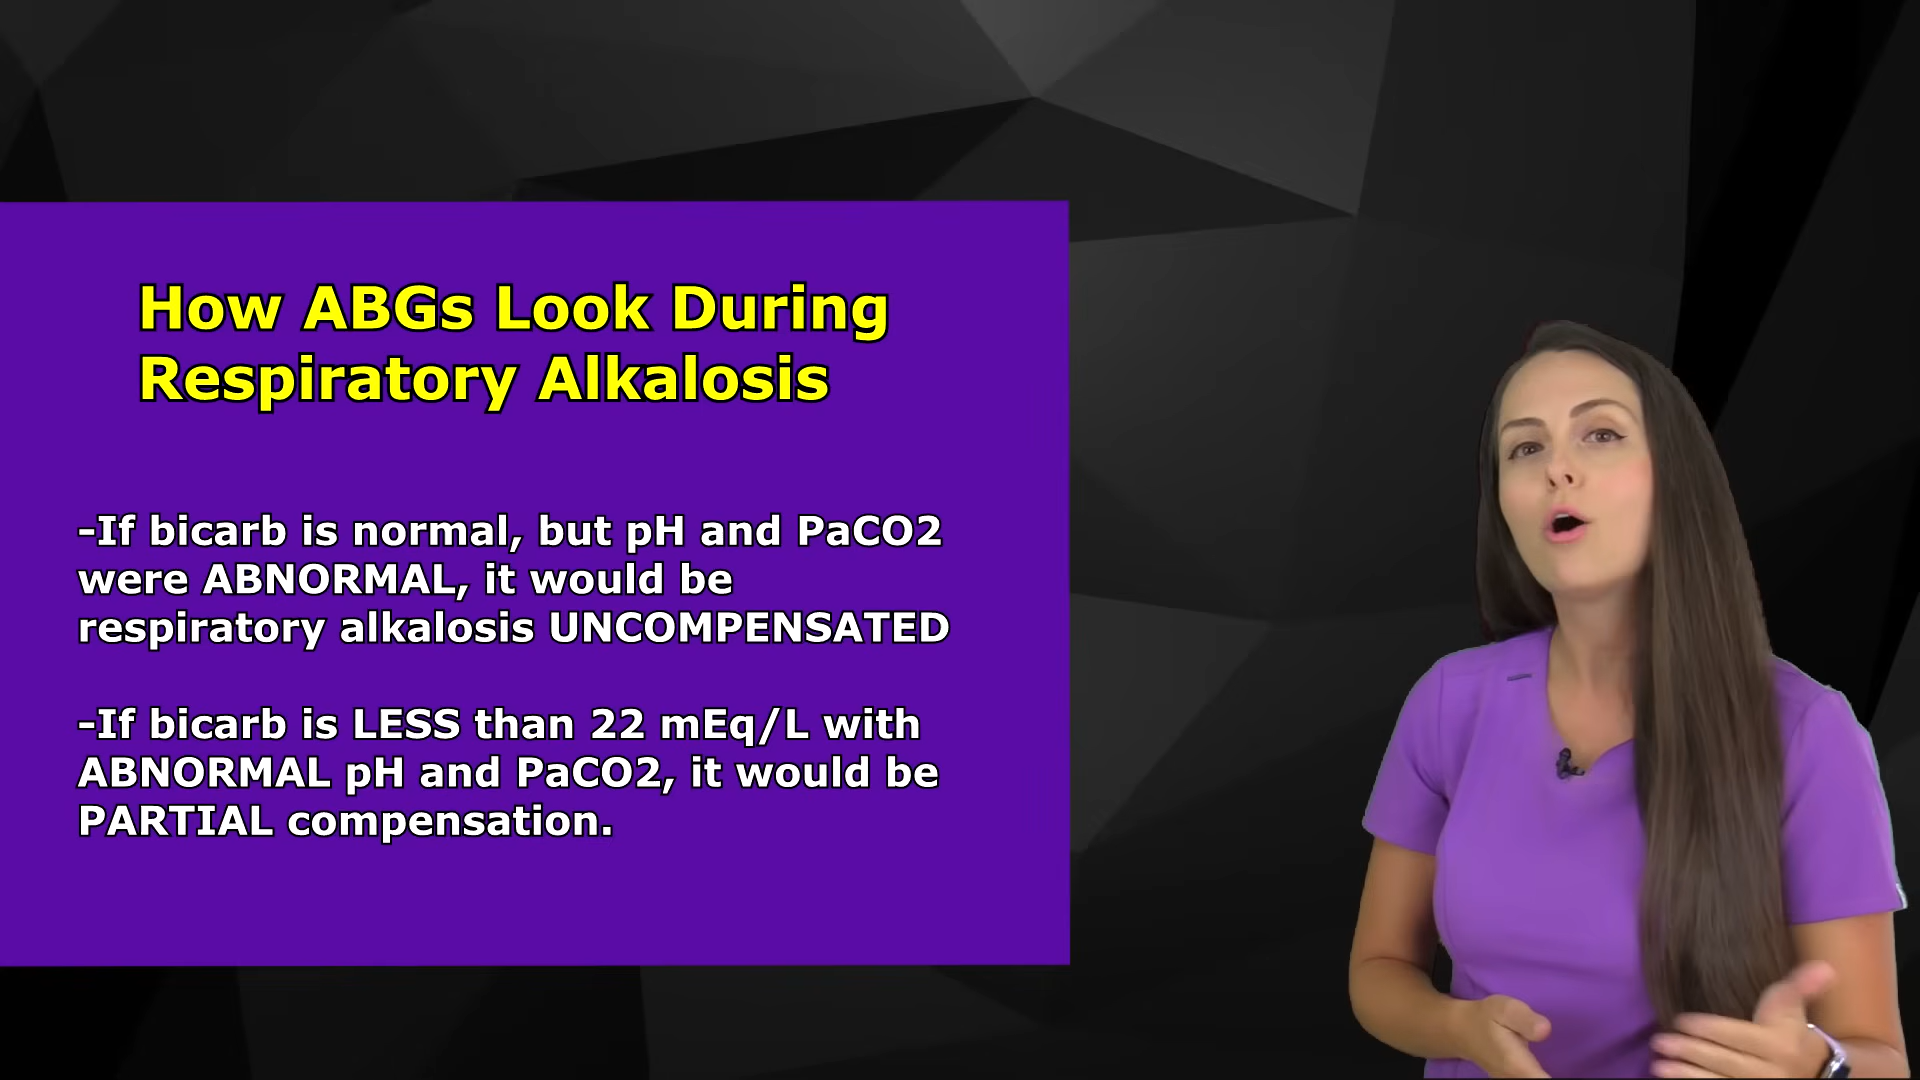 How ABGs Look During
Respiratory Alkalosis
-If bicarb is normal, but pH and PaCO2
were ABNORMAL, it would be
respiratory alkalosis UNCOMPENSATED
-If bicarb is LESS than 22 mEq/L with
ABNORMAL pH and PaCO2, it would be
PARTIAL compensation.